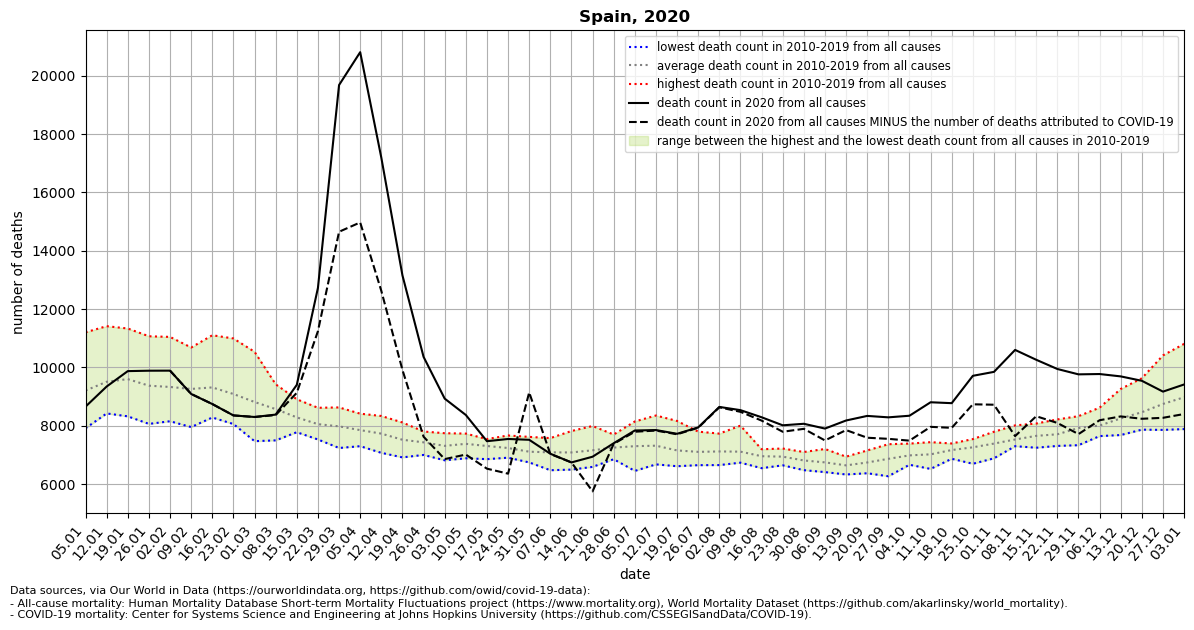 Spain, 2020
lowest death count in 2010-2019 from all causes
average death count in 2010-2019 from all causes
highest death count in 2010-2019 from all causes
death count in 2020 from all causes
death count in 2020 from all causes MINUS the number of deaths attributed to COVID-19
range between the highest and the lowest death count from all causes in 2010-2019
number of deaths
20000
18000
16000
14000
12000
10000
8000
6000
05.01 12.01 19.01 26.01 02.02 09.02 16.02 23.02 01.03 08.03 15.03 22.03 29.03 05.04 12.04 19.04 26.04 03.05 10.05 17.05 24.05 31.05 07.06 14.06 21.06 28.06 05.07 12.07 19.07 26.07 02.08 09.08 16.08 23.08 30.08 06.09 13.09 20.09 27.09 04.10 11.10 18.10 25.10 01.11 08.11 15.11 22.11 29.11 06.12 13.12 20.12 27.12 03.01
date
Data sources, via Our World in Data (https://ourworldindata.org, https://github.com/owid/covid-19-data):
- All-cause mortality: Human Mortality Database Short-term Mortality Fluctuations project (https://www.mortality.org), World Mortality Dataset (https://github.com/akarlinsky/world_mortality).
- COVID-19 mortality: Center for Systems Science and Engineering at Johns Hopkins University (https://github.com/CSSEGISandData/COVID-19).